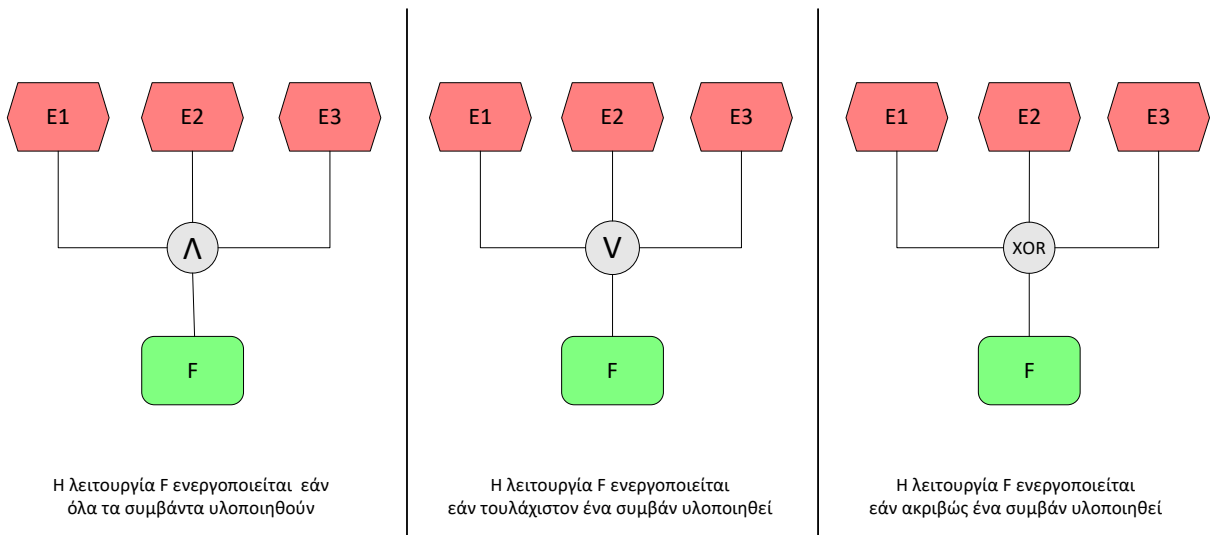 E1 E2 E3
Λ
F
Η λειτουργία F ενεργοποιείται εάν
όλα τα συμβάντα υλοποιηθούν
E1 E2 E3
V
F
Η λειτουργία F ενεργοποιείται
εάν τουλάχιστον ένα συμβάν υλοποιηθεί
E1 E2 E3
XOR
F
Η λειτουργία F ενεργοποιείται
εάν ακριβώς ένα συμβάν υλοποιηθεί